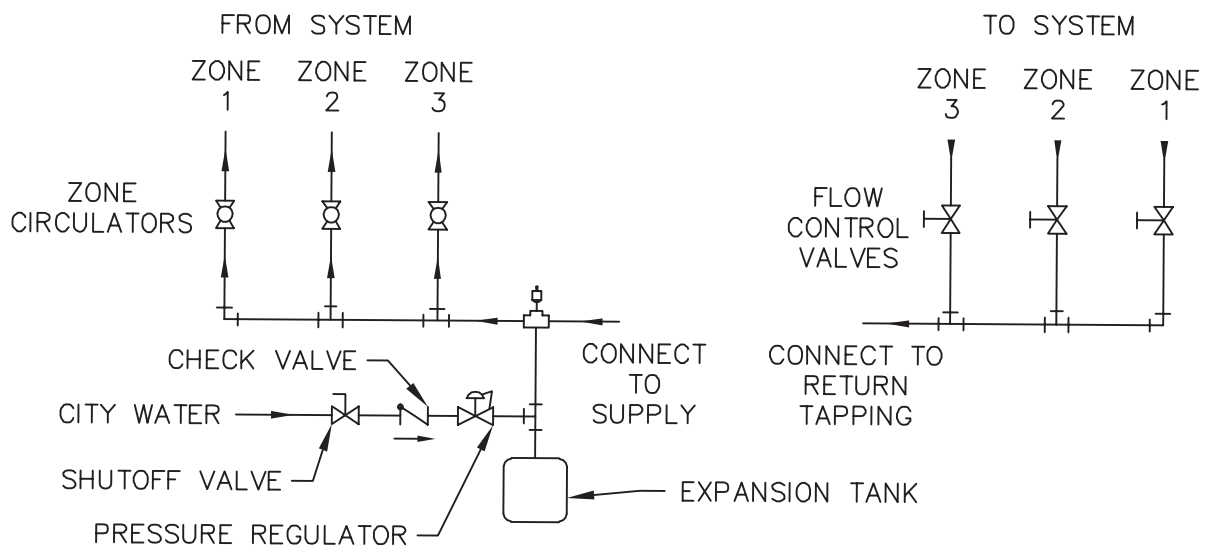 FROM SYSTEM
ZONE
1
ZONE
2
ZONE
3
ZONE
CIRCULATORS
CHECK VALVE
CITY WATER
SHUTOFF VALVE
PRESSURE REGULATOR
EXPANSION TANK
CONNECT
TO
SUPPLY
TO SYSTEM
ZONE
3
ZONE
2
ZONE
1
FLOW
CONTROL
VALVES
CONNECT TO
RETURN
TAPPING